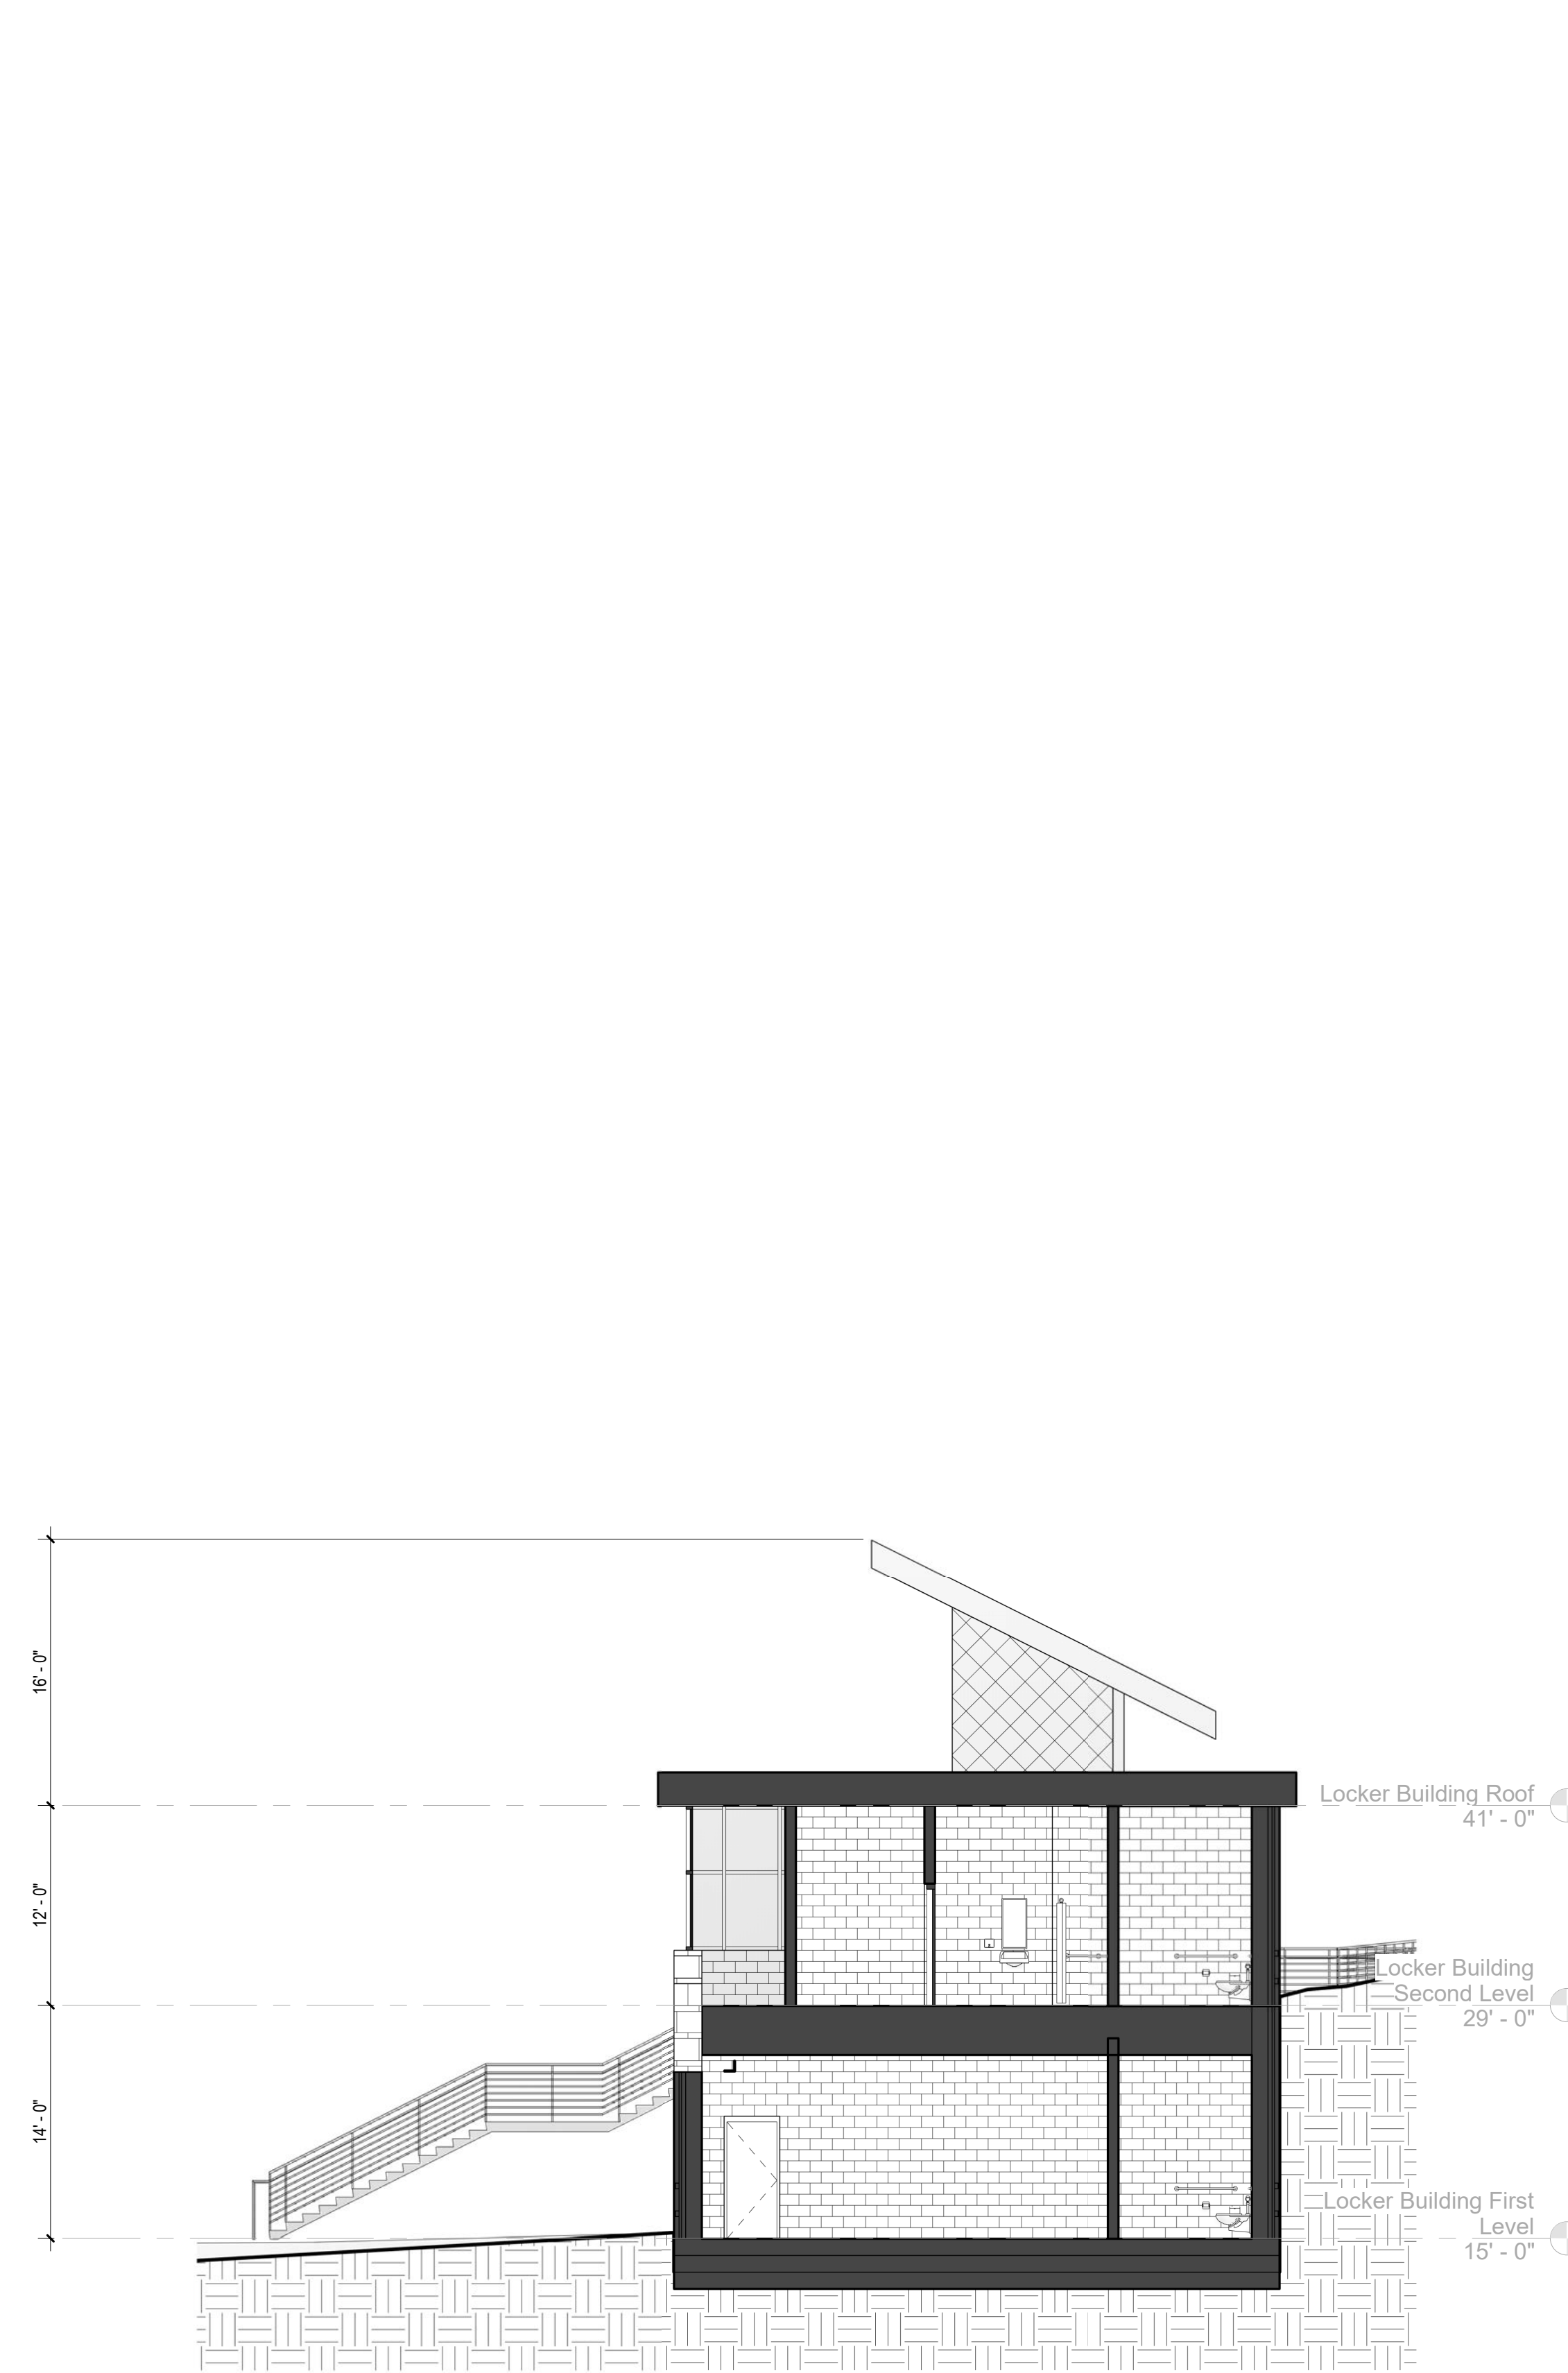 16' - 0"
Locker Building Roof
41' - 0"
12' - 0"
Locker Building
Second Level
29' - 0"
14' - 0"
Locker Building First
Level
15' - 0"